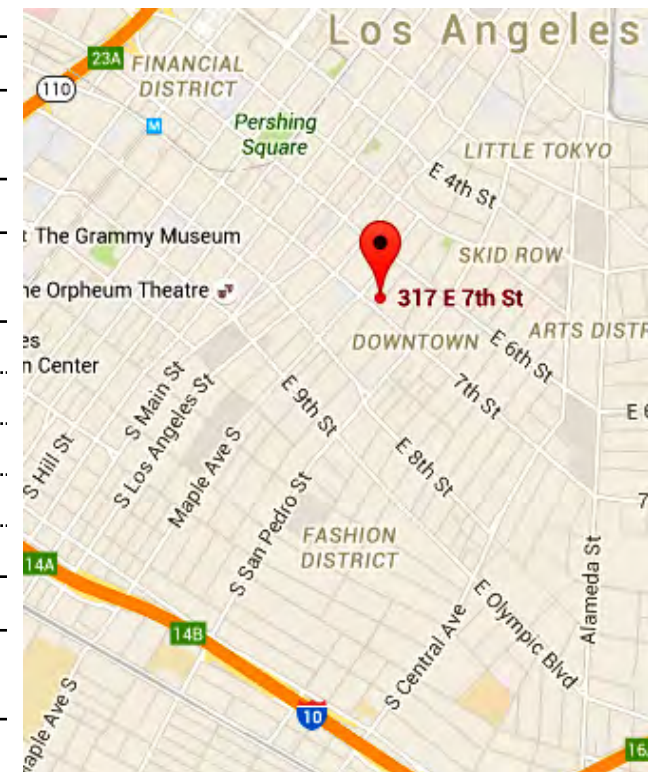 Los Angeles
23A
FINANCIAL
DISTRICT
110
M
Pershing
Square
LITTLE TOKYO
E 4th St
The Grammy Museum
SKID ROW
Orpheum Theatre
317 E 7th St
Center
DOWNTOWN
E 6th St
ARTS DISTR
7th St
S Main St
S Los Angeles St
E 9th St
Maple Ave S
E 8th St
S Hill St
S San Pedro St
FASHION
DISTRICT
14A
Alameda St
14B
E Olympic Blvd
S Central Ave
10
Ave S
16